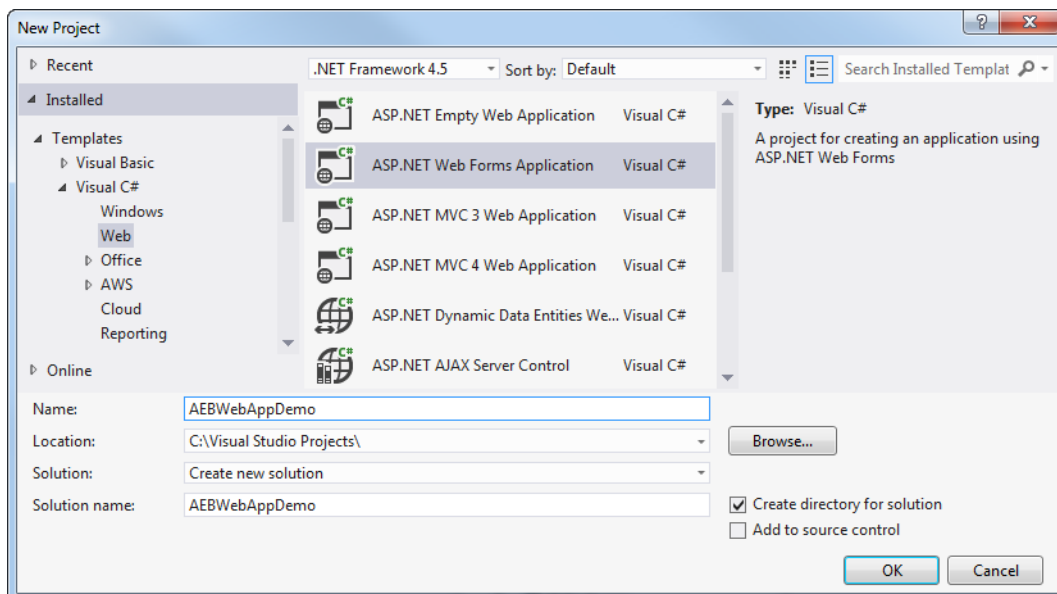 New Project
Recent
Installed
Templates
Visual Basic
Visual C#
Windows
Web
Office
AWS
Cloud
Reporting
Online
.NET Framework 4.5 Sort by: Default Search Installed Templat
C# ASP.NET Empty Web Application Visual C#
C# ASP.NET Web Forms Application Visual C#
C# ASP.NET MVC 3 Web Application Visual C#
C# ASP.NET MVC 4 Web Application Visual C#
C# ASP.NET Dynamic Data Entities We... Visual C#
C# ASP.NET AJAX Server Control Visual C#
Type: Visual C#
A project for creating an application using
ASP.NET Web Forms
Name: AEBWebAppDemo
Location: C:\Visual Studio Projects\ Browse...
Solution: Create new solution
Solution name: AEBWebAppDemo
Create directory for solution
Add to source control
OK Cancel